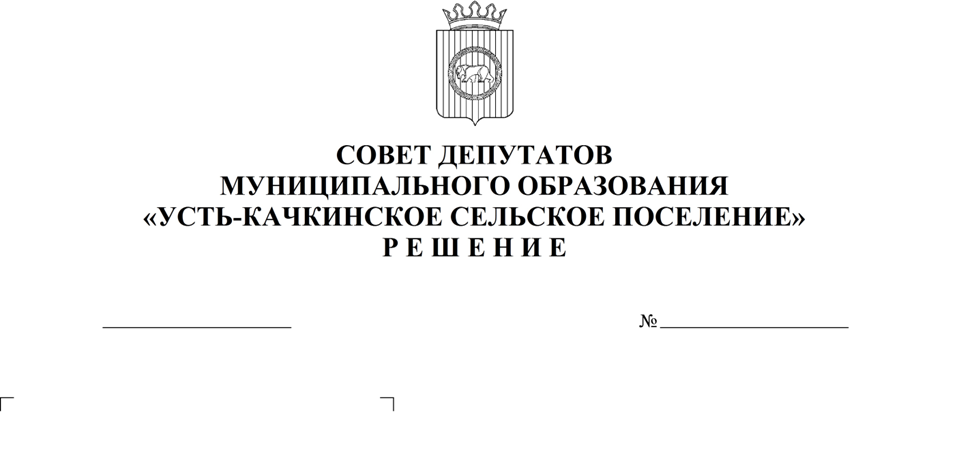 СОВЕТ ДЕПУТАТОВ
МУНИЦИПАЛЬНОГО ОБРАЗОВАНИЯ
«УСТЬ-КАЧКИНСКОЕ СЕЛЬСКОЕ ПОСЕЛЕНИЕ»
Р Е Ш Е Н И Е
№